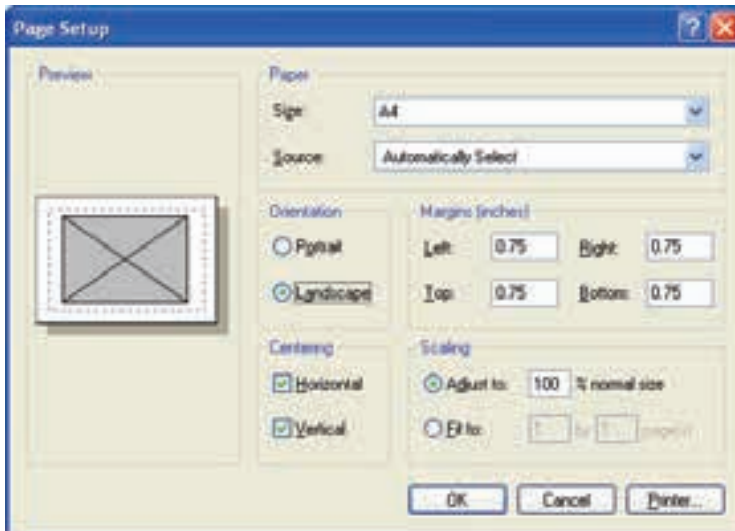 Page Setup
Preview
Paper
Size: A4
Source: Automatically Select
Orientation
Portrait
Landscape
Margins (inches)
Left: 0.75 Right: 0.75
Top: 0.75 Bottom: 0.75
Centering
Horizontal
Vertical
Scaling
Adjust to: 100 % normal size
Fit to: 1 by 1 page(s)
OK Cancel Printer...